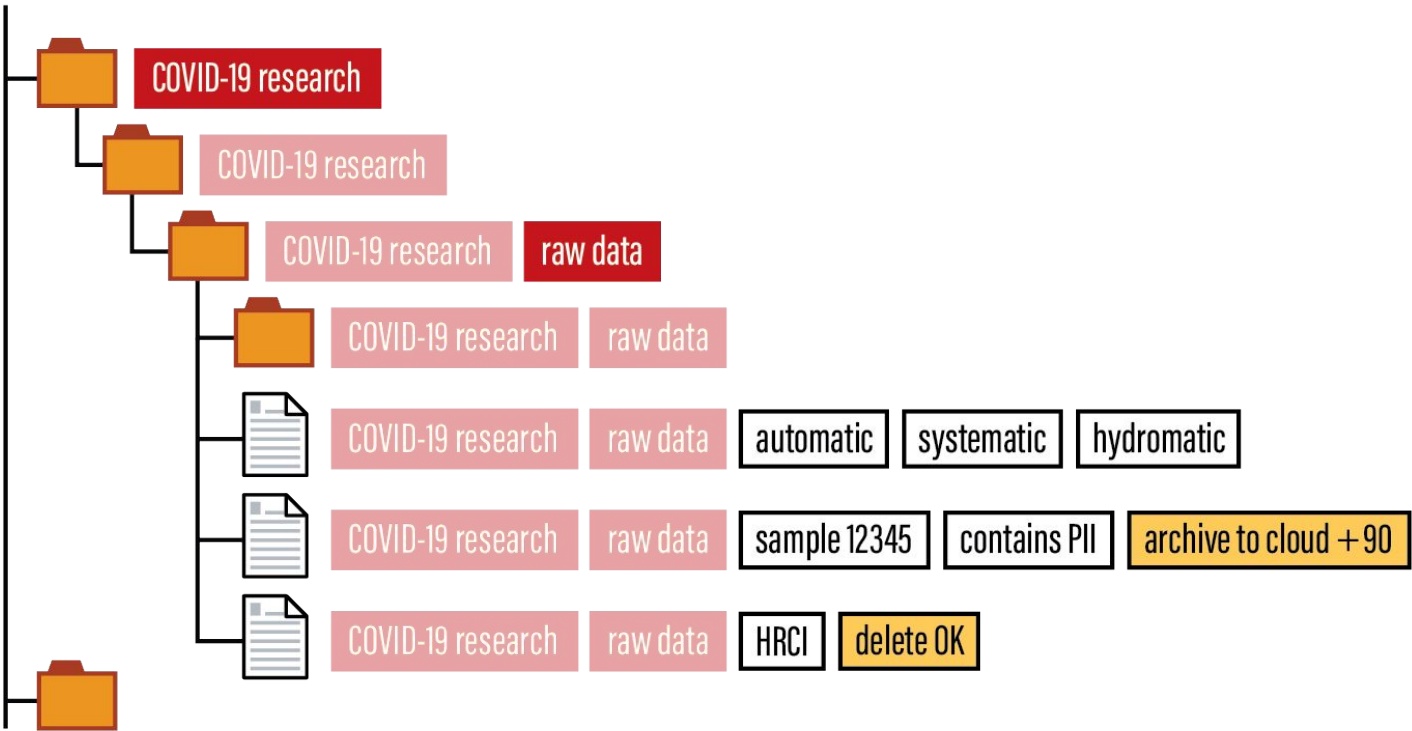 COVID-19 research
COVID-19 research
COVID-19 research raw data
COVID-19 research raw data
COVID-19 research raw data automatic systematic hydromatic
COVID-19 research raw data sample 12345 contains PII archive to cloud +90
COVID-19 research raw data HRCI delete OK